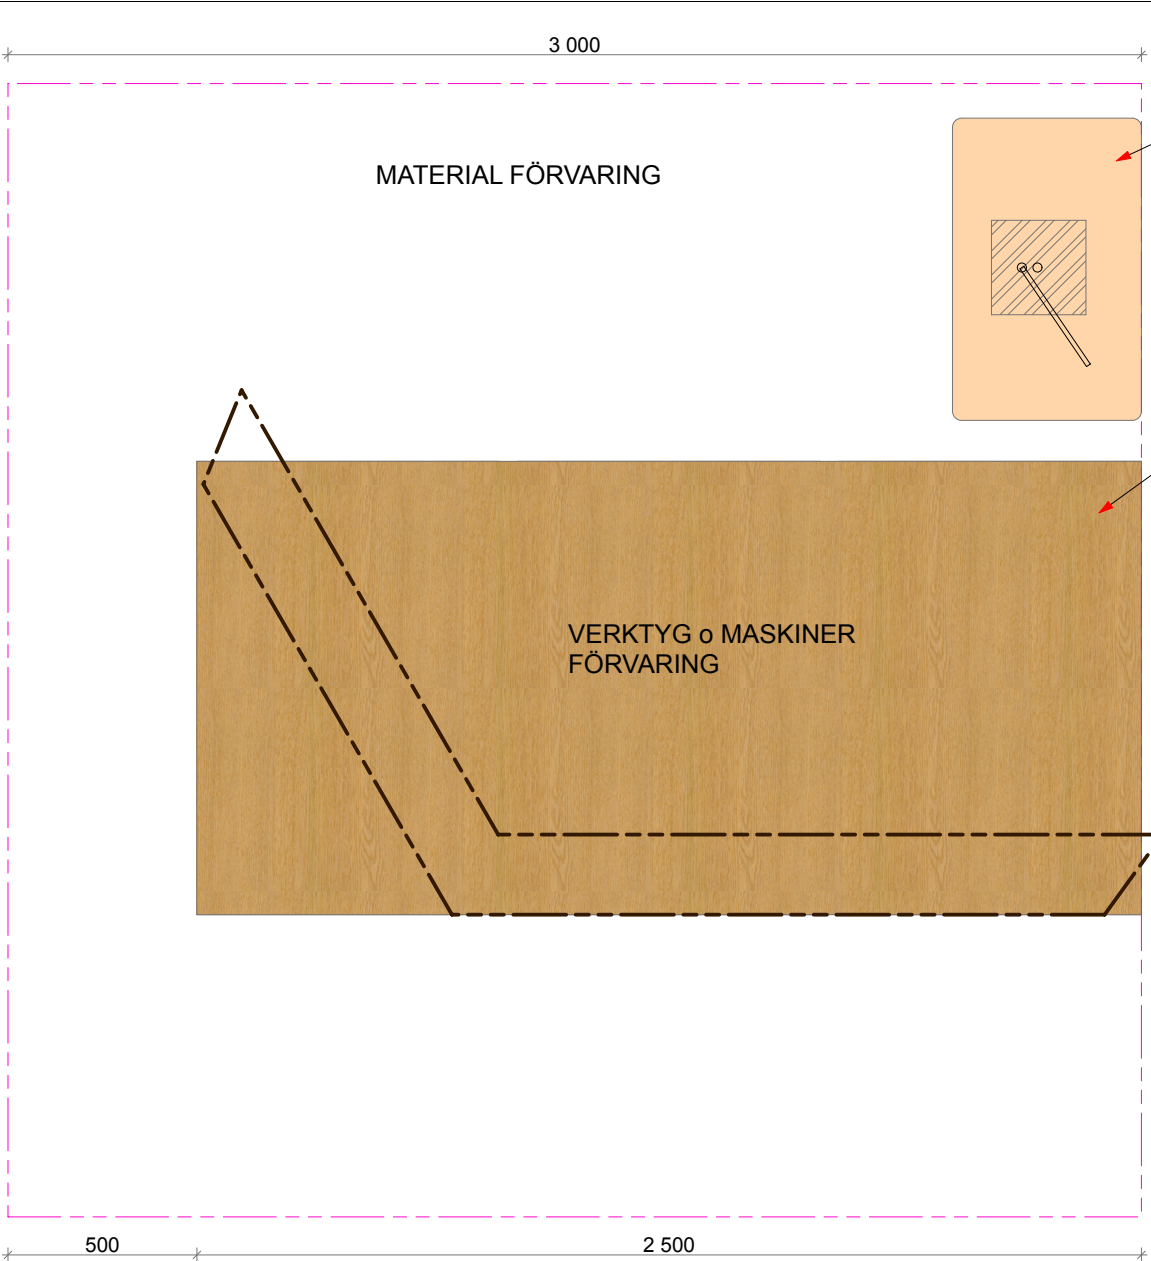 3 000
MATERIAL FÖRVARING
VERKTYG o MASKINER
FÖRVARING
500
2 500